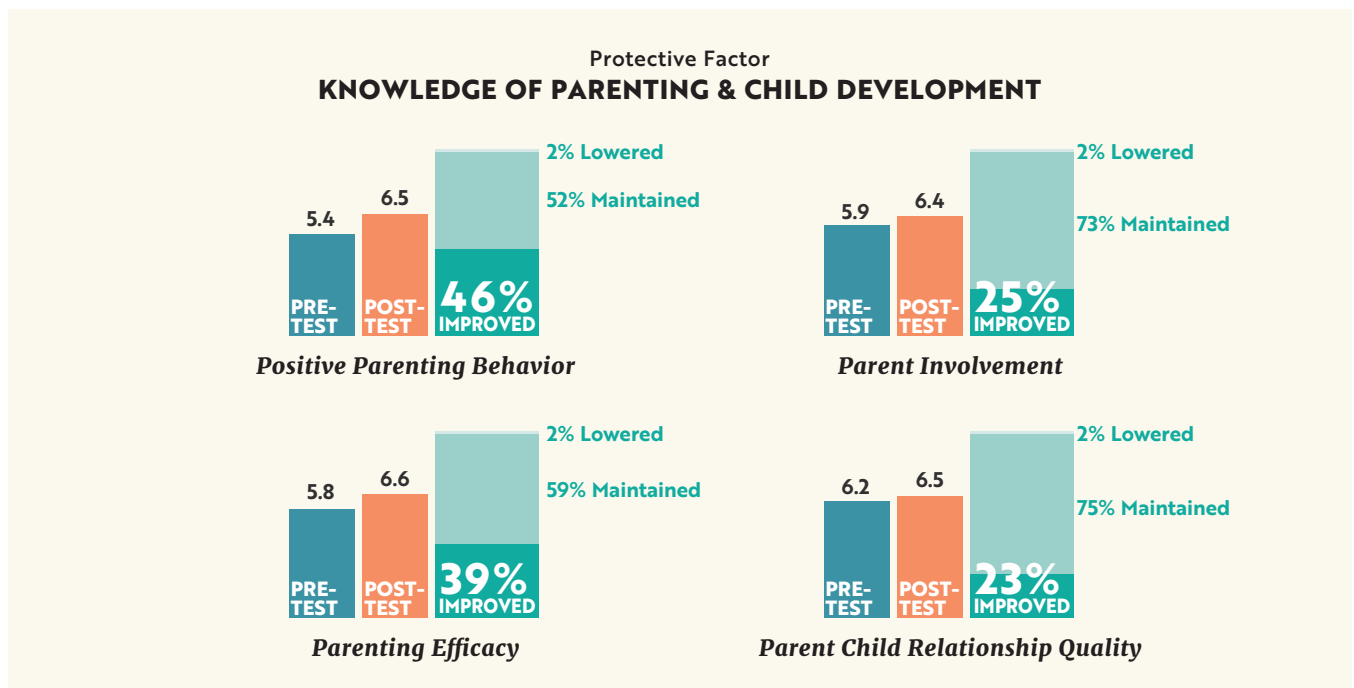 Protective Factor
KNOWLEDGE OF PARENTING & CHILD DEVELOPMENT
5.4
6.5
2% Lowered
52% Maintained
PRE-
TEST
POST-
TEST
46%
IMPROVED
Positive Parenting Behavior
5.9
6.4
2% Lowered
73% Maintained
PRE-
TEST
POST-
TEST
25%
IMPROVED
Parent Involvement
5.8
6.6
2% Lowered
59% Maintained
PRE-
TEST
POST-
TEST
39%
IMPROVED
Parenting Efficacy
6.2
6.5
2% Lowered
75% Maintained
PRE-
TEST
POST-
TEST
23%
IMPROVED
Parent Child Relationship Quality